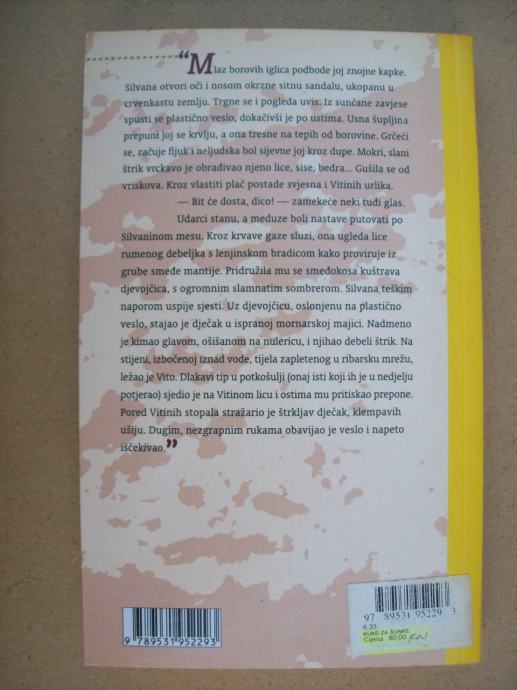 “Mlaz borovih iglica podbode joj znojne kapke.
Silvana otvori oči i nosom okrzne sitnu sandalu, ukopanu u
crvenkastu zemlju. Trgne se i pogleda uvis. Iz sunčane zavjese
spusti se plastično veslo, dokačivši je po ustima. Usna šupljina
prepuni joj se krvlju, a ona tresne na tepih od borovine. Grčeći
se, začuje fijuk i neljudska bol sijevne joj kroz dupe. Mokri, slani
štrik vrckavo je obrađivao njeno lice, sise, bedra... Gušila se od
vriskova. Kroz vlastiti plač postade svjesna i Vitinih urlika.
— Bit će dosta, dico! — zamekeće neki tuđi glas.
Udarci stanu, a meduze boli nastave putovati po
Silvaninom mesu. Kroz krvave gaze sluzi, ona ugleda lice
rumenog debeljka s lenjinskom bradicom kako proviruje iz
grube smeđe mantije. Pridružila mu se smeđokosa kuštrava
djevojčica, s ogromnim slamnatim sombrerom. Silvana teškim
naporom uspije sjesti. Uz djevojčicu, oslonjenu na plastično
veslo, stajao je dječak u ispranoj mornarskoj majici. Nadmeno
je kimao glavom, ošišanom na nulericu, i njihao debeli štrik. Na
stijeni, izbočenoj iznad vode, tijela zapletenog u ribarsku mrežu,
ležao je Vito. Dlakavi tip u potkošulji (onaj isti koji ih je u nedjelju
potjerao) sjedio je na Vitinom licu i ostima mu pritiskao prepone.
Pored Vitinih stopala stražario je štrkljav dječak, klempavih
ušiju. Dugim, nezgrapnim rukama obavijao je veslo i napeto
iščekivao.”
9 789531 952293
97 89531 95229 3
6.33
KUKE ZA ŠUNKE
Cijena: 80.00 KN